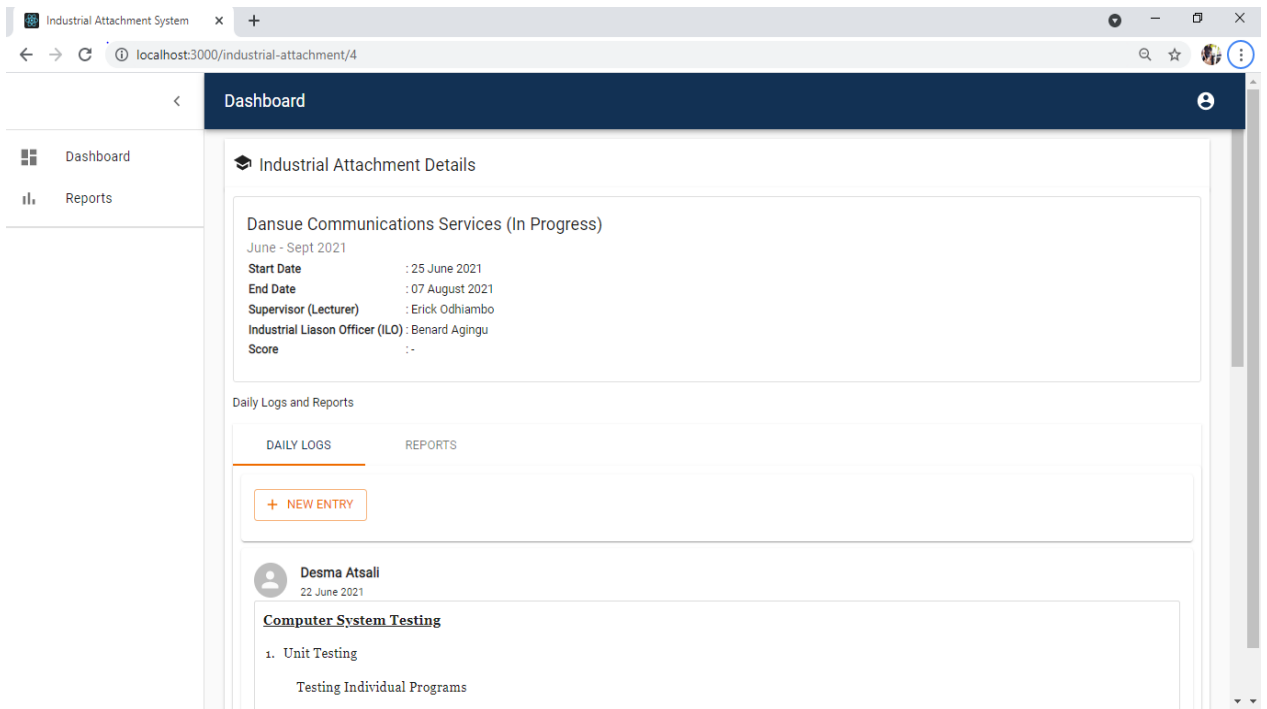 Industrial Attachment System
localhost:3000/industrial-attachment/4
Dashboard
Dashboard
Reports
Industrial Attachment Details
Dansue Communications Services (In Progress)
June - Sept 2021
Start Date : 25 June 2021
End Date : 07 August 2021
Supervisor (Lecturer) : Erick Odhiambo
Industrial Liason Officer (ILO) : Benard Agingu
Score : -
Daily Logs and Reports
DAILY LOGS REPORTS
+ NEW ENTRY
Desma Atsali
22 June 2021
Computer System Testing
1. Unit Testing
Testing Individual Programs